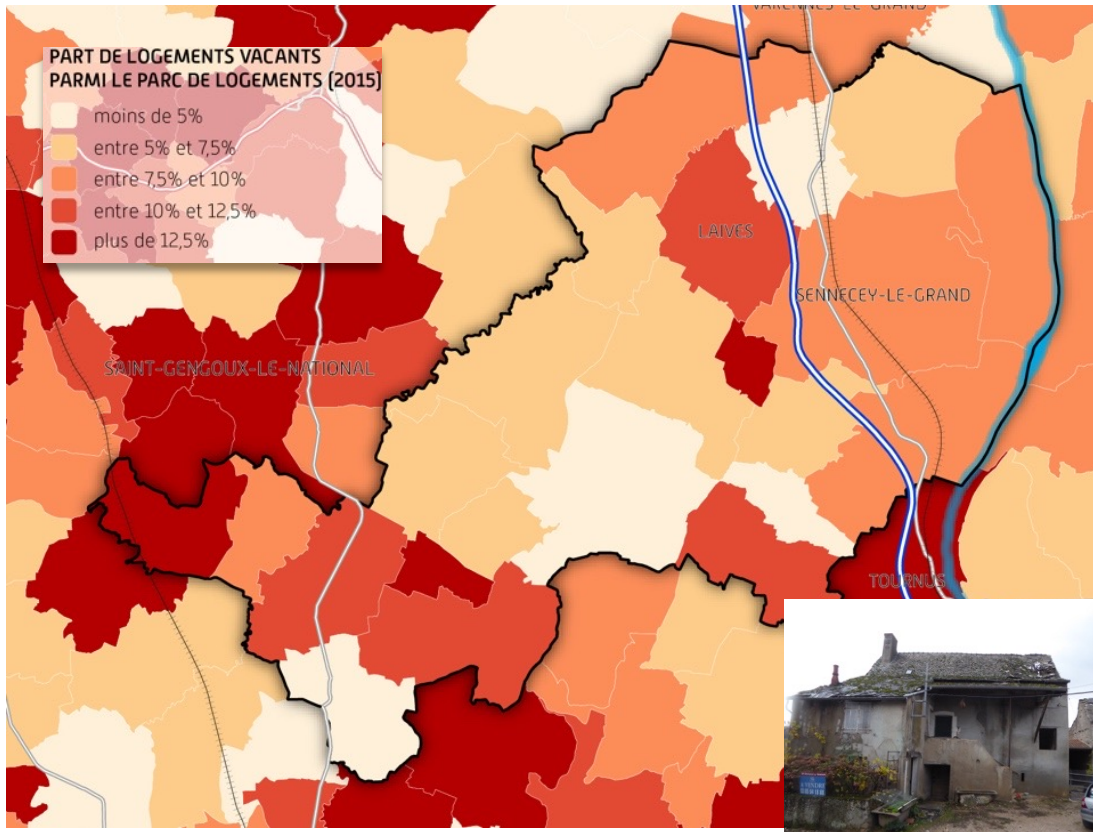 VARENNES-LE-GRAND
PART DE LOGEMENTS VACANTS
PARMI LE PARC DE LOGEMENTS (2015)
moins de 5%
entre 5% et 7,5%
entre 7,5% et 10%
entre 10% et 12,5%
plus de 12,5%
LAIVES
SENNECEY-LE-GRAND
SAINT-GENGOUX-LE-NATIONAL
TOURNUS